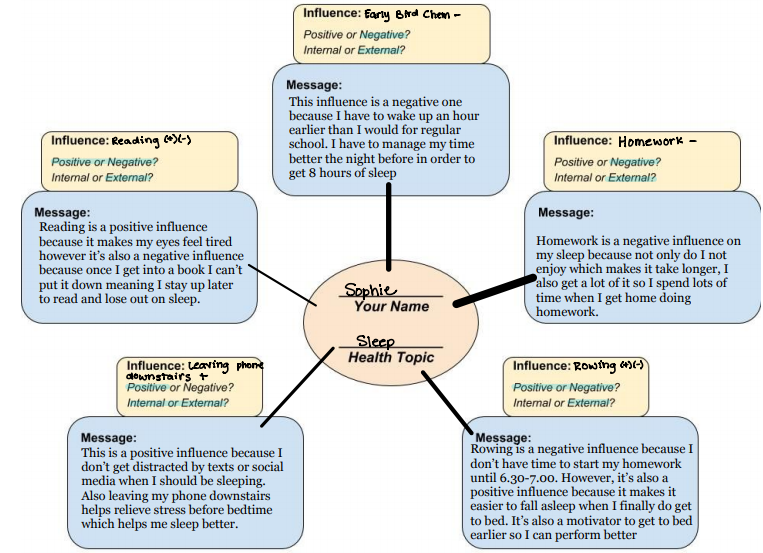 Influence: Early Bird Chem -
Positive or Negative?
Internal or External?
Message:
This influence is a negative one
because I have to wake up an hour
earlier than I would for regular
school. I have to manage my time
better the night before in order to
get 8 hours of sleep
Influence: Reading (+)(-)
Positive or Negative?
Internal or External?
Message:
Reading is a positive influence
because it makes my eyes feel tired
however it's also a negative influence
because once I get into a book I can't
put it down meaning I stay up later
to read and lose out on sleep.
Influence: Homework -
Positive or Negative?
Internal or External?
Message:
Homework is a negative influence on
my sleep because not only do I not
enjoy which makes it take longer, I
also get a lot of it so I spend lots of
time when I get home doing
homework.
Sophie
Your Name
Sleep
Health Topic
Influence: Leaving phone
downstairs +
Positive or Negative?
Internal or External?
Message:
This is a positive influence because I
don't get distracted by texts or social
media when I should be sleeping.
Also leaving my phone downstairs
helps relieve stress before bedtime
which helps me sleep better.
Influence: Rowing (+)(-)
Positive or Negative?
Internal or External?
Message:
Rowing is a negative influence because I
don't have time to start my homework
until 6.30-7.00. However, it's also a
positive influence because it makes it
easier to fall asleep when I finally do get
to bed. It's also a motivator to get to bed
earlier so I can perform better